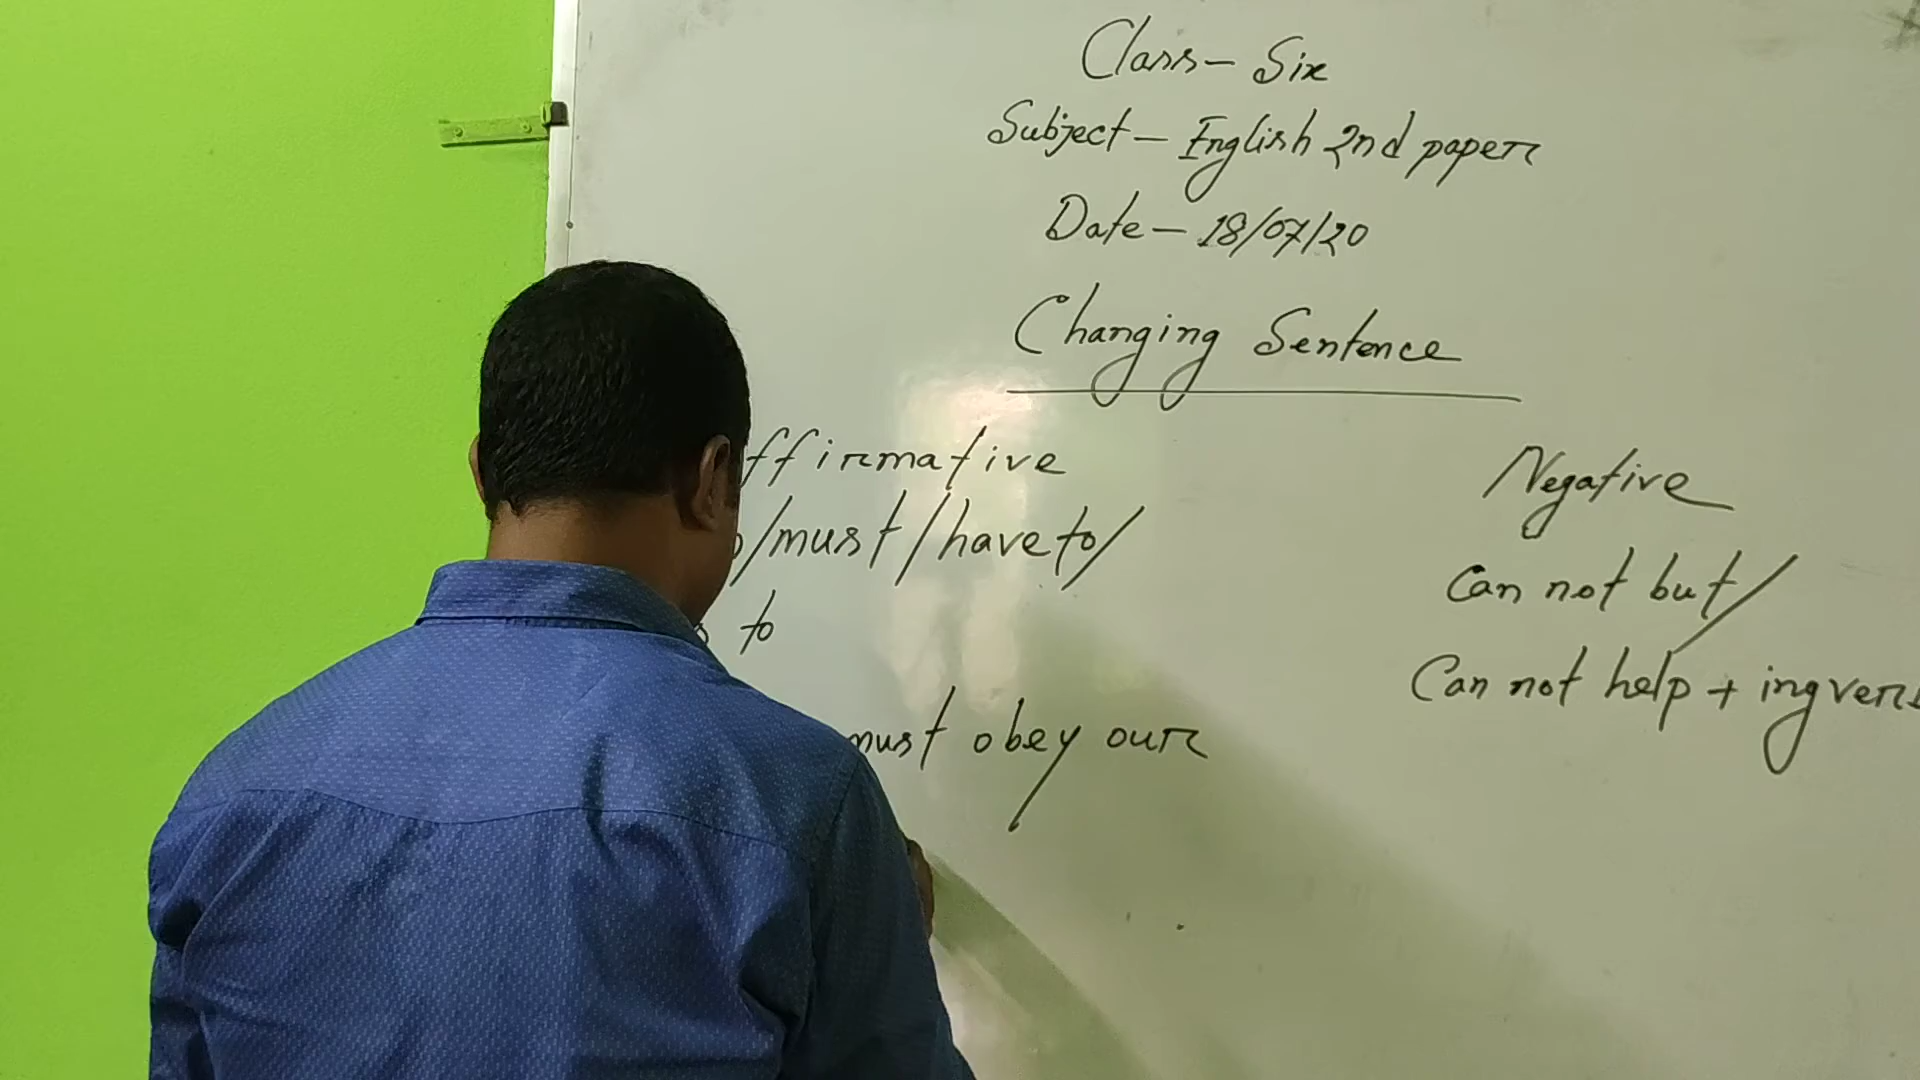 Class - Six
Subject - English 2nd paper
Date - 18/07/20
Changing Sentence
ffirmative
Negative
/must/have to/
can not but/
to
Can not help + ing verb
must obey our